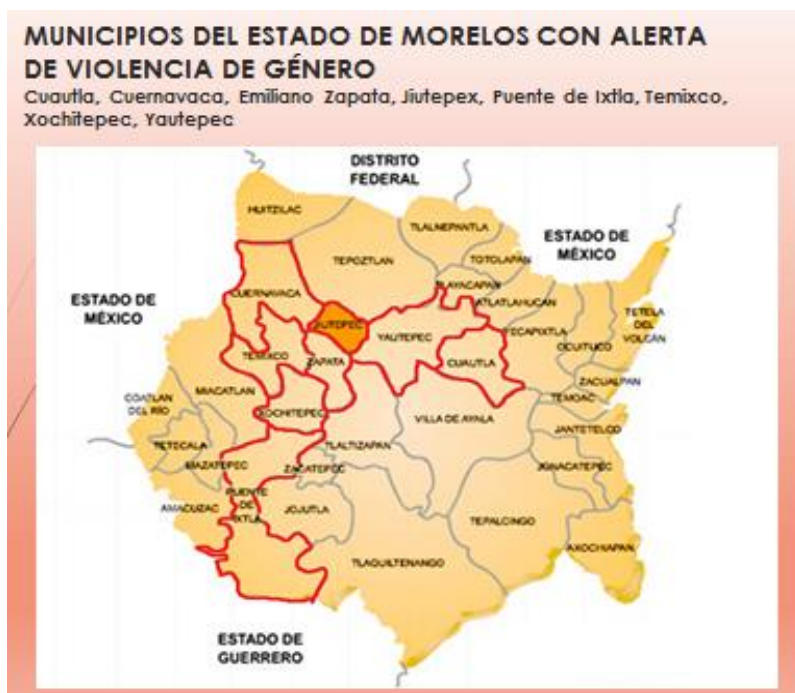 MUNICIPIOS DEL ESTADO DE MORELOS CON ALERTA
DE VIOLENCIA DE GÉNERO
Cuautla, Cuernavaca, Emiliano Zapata, Jiutepex, Puente de Ixtla, Temixco,
Xochitepec, Yautepec
DISTRITO
FEDERAL
HUITZILAC
TLALNEPANTLA
ESTADO DE
MÉXICO
TEPOZTLAN
TOTOLAPAN
TLAYACAPAN
CUERNAVACA
ATLATLAHUCAN
ESTADO DE
MÉXICO
JIUTEPEC
YAUTEPEC
YECAPIXTLA
TETELA
DEL
VOLCÁN
OCUITUCO
TEMIXCO
ZAPATA
CUAUTLA
ZACUALPAN
MIACATLAN
COATLAN
DEL RÍO
TEMOAC
XOCHITEPEC
VILLA DE AYALA
JANTETELCO
TETECALA
TLALTIZAPAN
MAZATEPEC
ZACATEPEC
JONACATEPEC
PUENTE
DE
IXTLA
AMACUZAC
JOJUTLA
TEPALCINGO
AXOCHIAPAN
TLAQUILTENANGO
ESTADO DE
GUERRERO